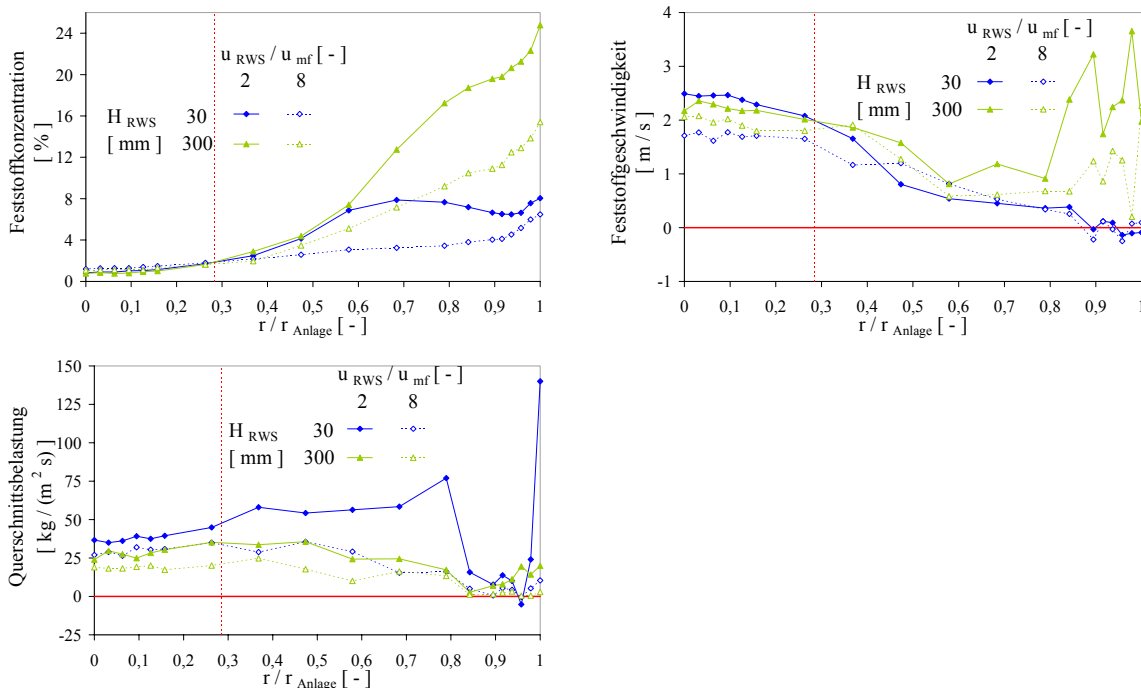 Feststoffkonzentration
[ % ]
24
20
16
12
8
4
0
u RWS / u mf [ - ]
2 8
H RWS 30
[ mm ] 300
0 0,1 0,2 0,3 0,4 0,5 0,6 0,7 0,8 0,9 1
r / r Anlage [ - ]
Feststoffgeschwindigkeit
[ m / s ]
4
3
2
1
0
-1
u RWS / u mf [ - ]
2 8
H RWS 30
[ mm ] 300
0 0,1 0,2 0,3 0,4 0,5 0,6 0,7 0,8 0,9 1
r / r Anlage [ - ]
Querschnittsbelastung
[ kg / (m² s) ]
150
125
100
75
50
25
0
-25
u RWS / u mf [ - ]
2 8
H RWS 30
[ mm ] 300
0 0,1 0,2 0,3 0,4 0,5 0,6 0,7 0,8 0,9 1
r / r Anlage [ - ]